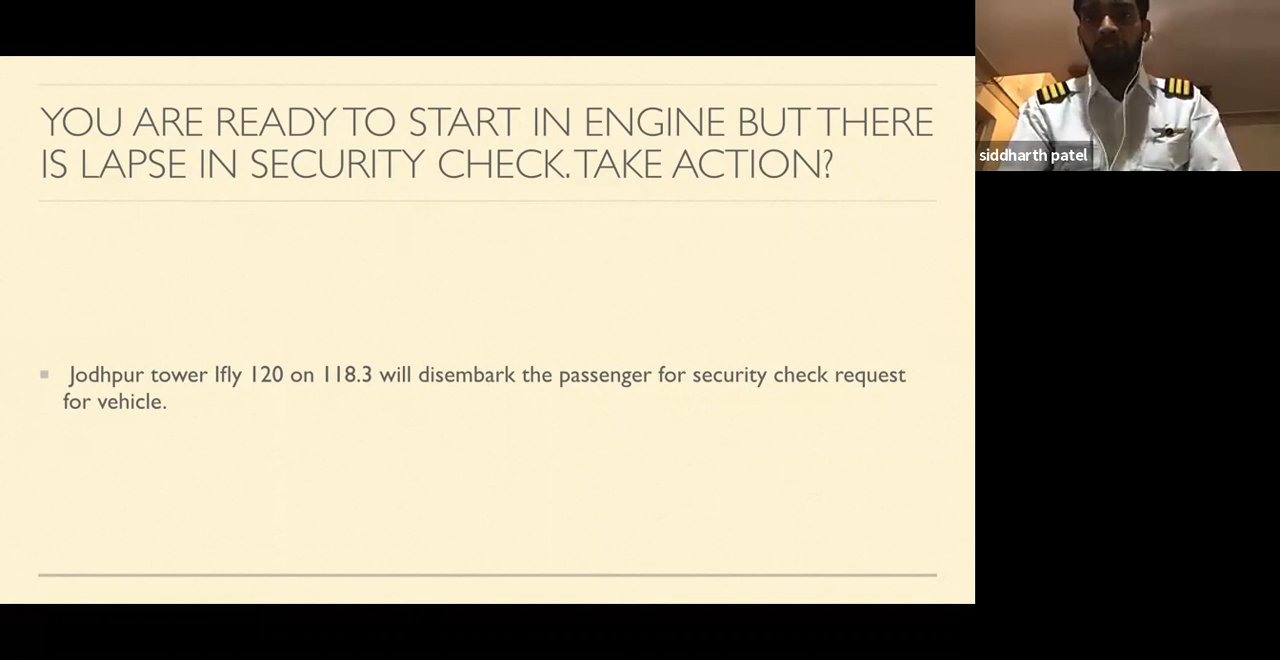 YOU ARE READY TO START IN ENGINE BUT THERE
IS LAPSE IN SECURITY CHECK. TAKE ACTION?
Jodhpur tower Ifly 120 on 118.3 will disembark the passenger for security check request
for vehicle.
siddharth patel